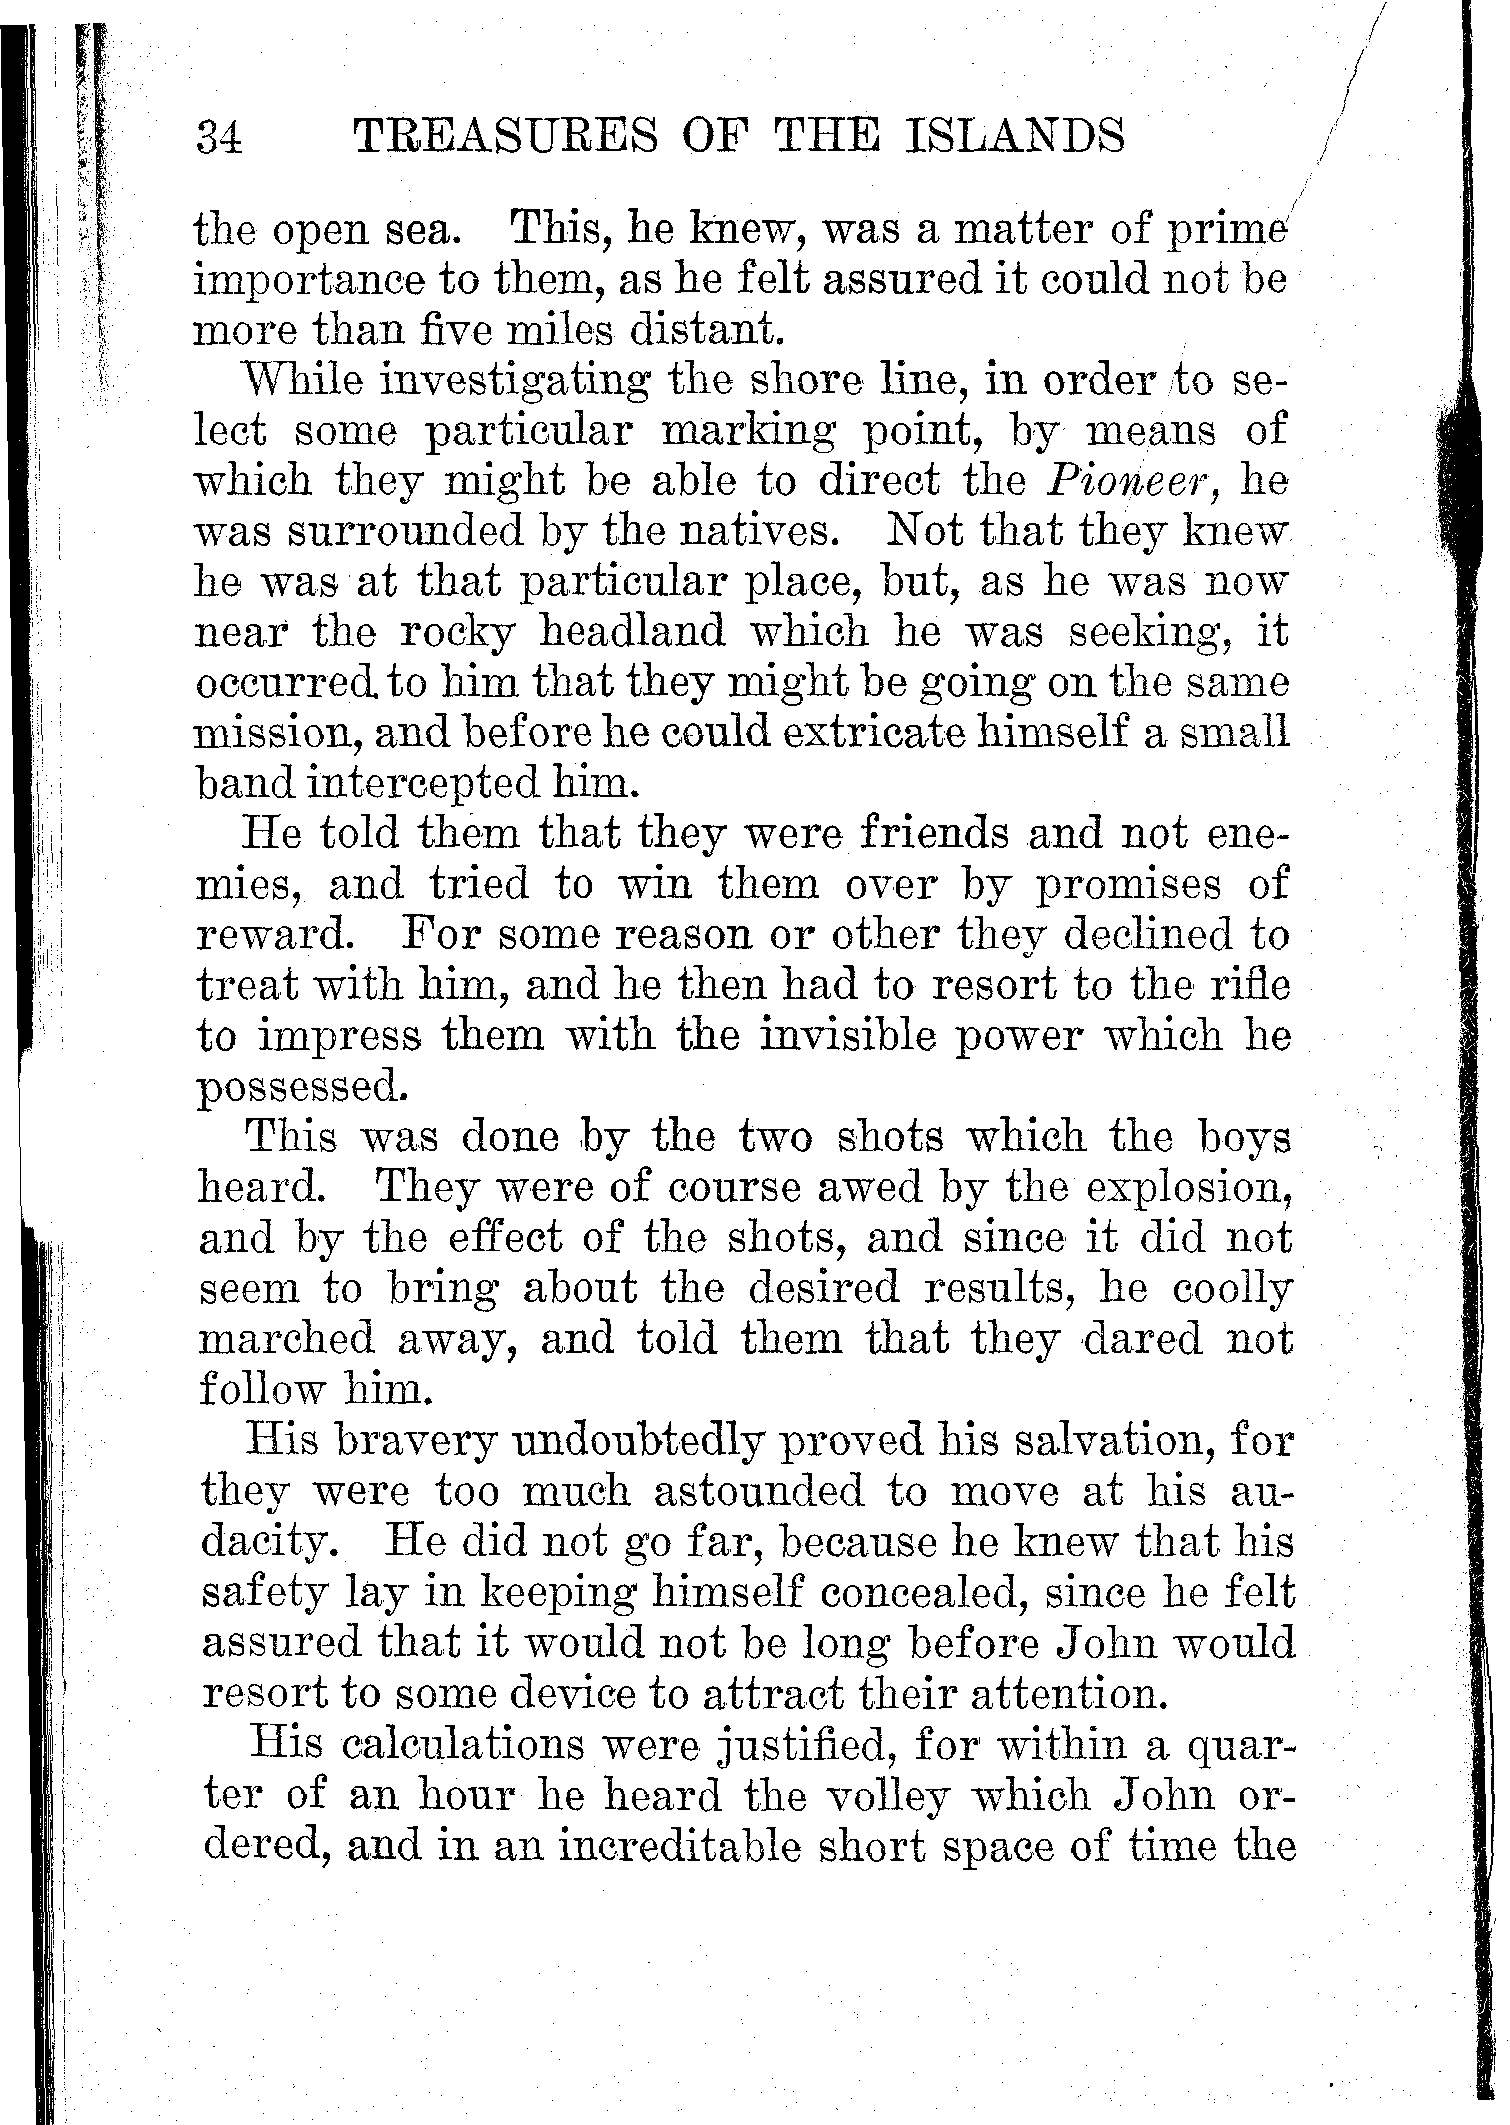 34 TREASURES OF THE ISLANDS
the open sea. This, he knew, was a matter of prime
importance to them, as he felt assured it could not be
more than five miles distant.
While investigating the shore line, in order to se-
lect some particular marking point, by means of
which they might be able to direct the Pioneer, he
was surrounded by the natives. Not that they knew
he was at that particular place, but, as he was now
near the rocky headland which he was seeking, it
occurred to him that they might be going on the same
mission, and before he could extricate himself a small
band intercepted him.
He told them that they were friends and not ene-
mies, and tried to win them over by promises of
reward. For some reason or other they declined to
treat with him, and he then had to resort to the rifle
to impress them with the invisible power which he
possessed.
This was done by the two shots which the boys
heard. They were of course awed by the explosion,
and by the effect of the shots, and since it did not
seem to bring about the desired results, he coolly
marched away, and told them that they dared not
follow him.
His bravery undoubtedly proved his salvation, for
they were too much astounded to move at his au-
dacity. He did not go far, because he knew that his
safety lay in keeping himself concealed, since he felt
assured that it would not be long before John would
resort to some device to attract their attention.
His calculations were justified, for within a quar-
ter of an hour he heard the volley which John or-
dered, and in an increditable short space of time the